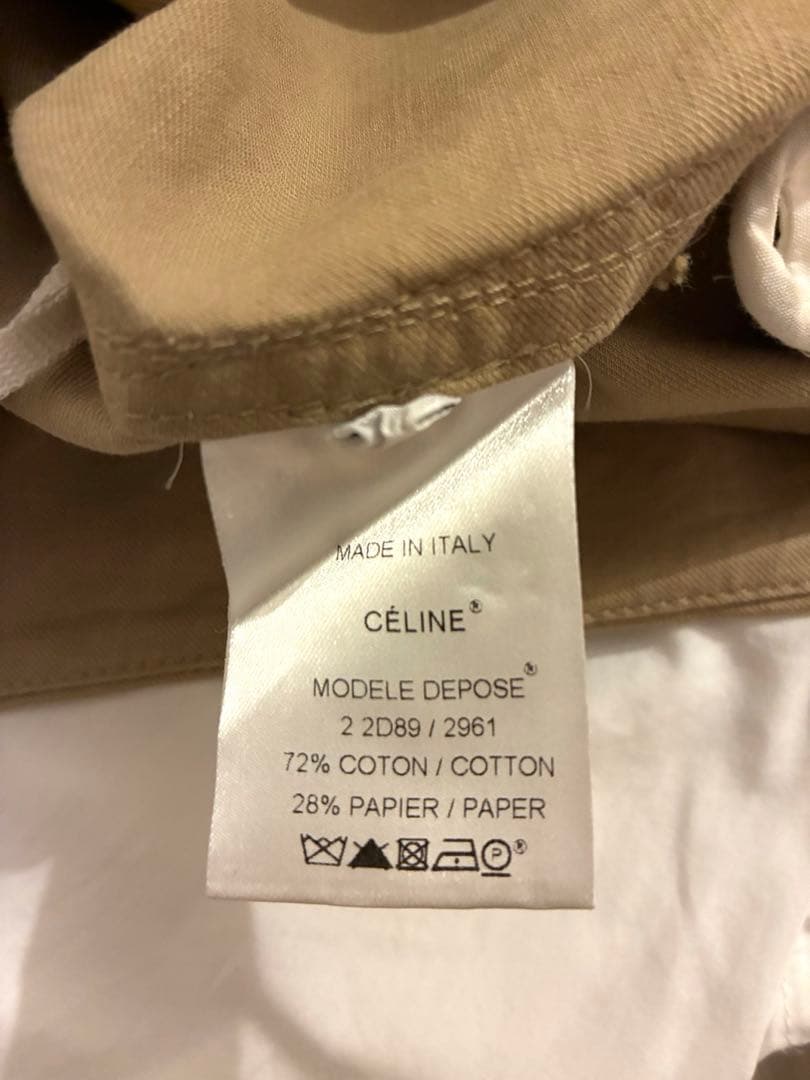 MADE IN ITALY
CÉLINE®
MODELE DEPOSE®
2 2D89 / 2961
72% COTON / COTTON
28% PAPIER / PAPER
P®